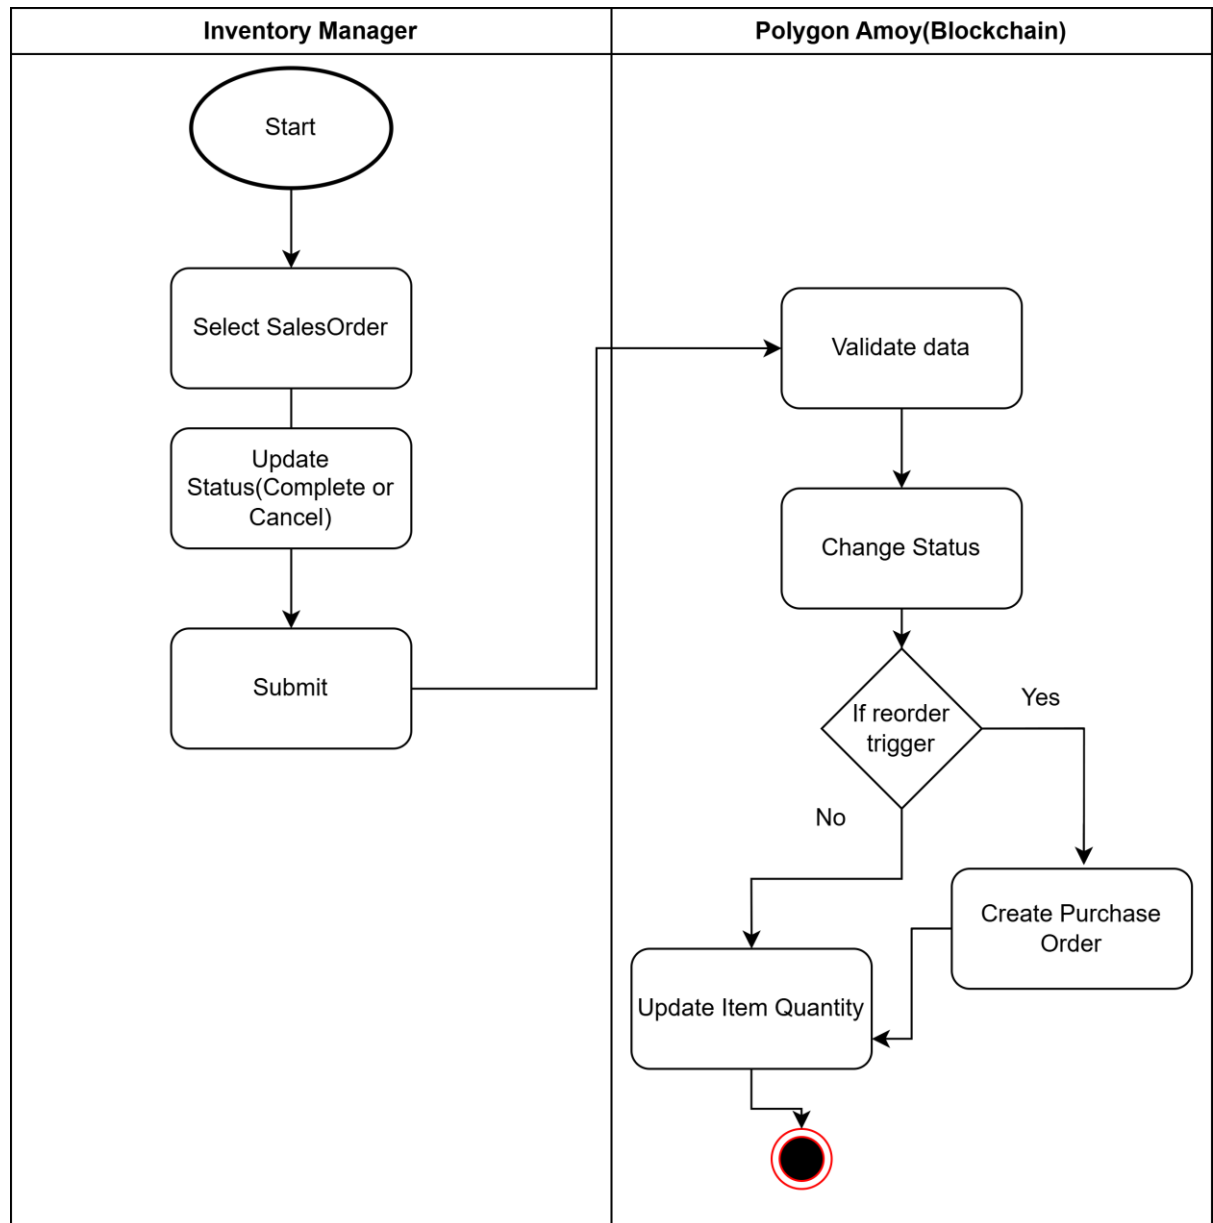 Inventory Manager
Polygon Amoy(Blockchain)
Start
Select SalesOrder
Update
Status(Complete or
Cancel)
Submit
Validate data
Change Status
If reorder
trigger
Yes
No
Create Purchase
Order
Update Item Quantity